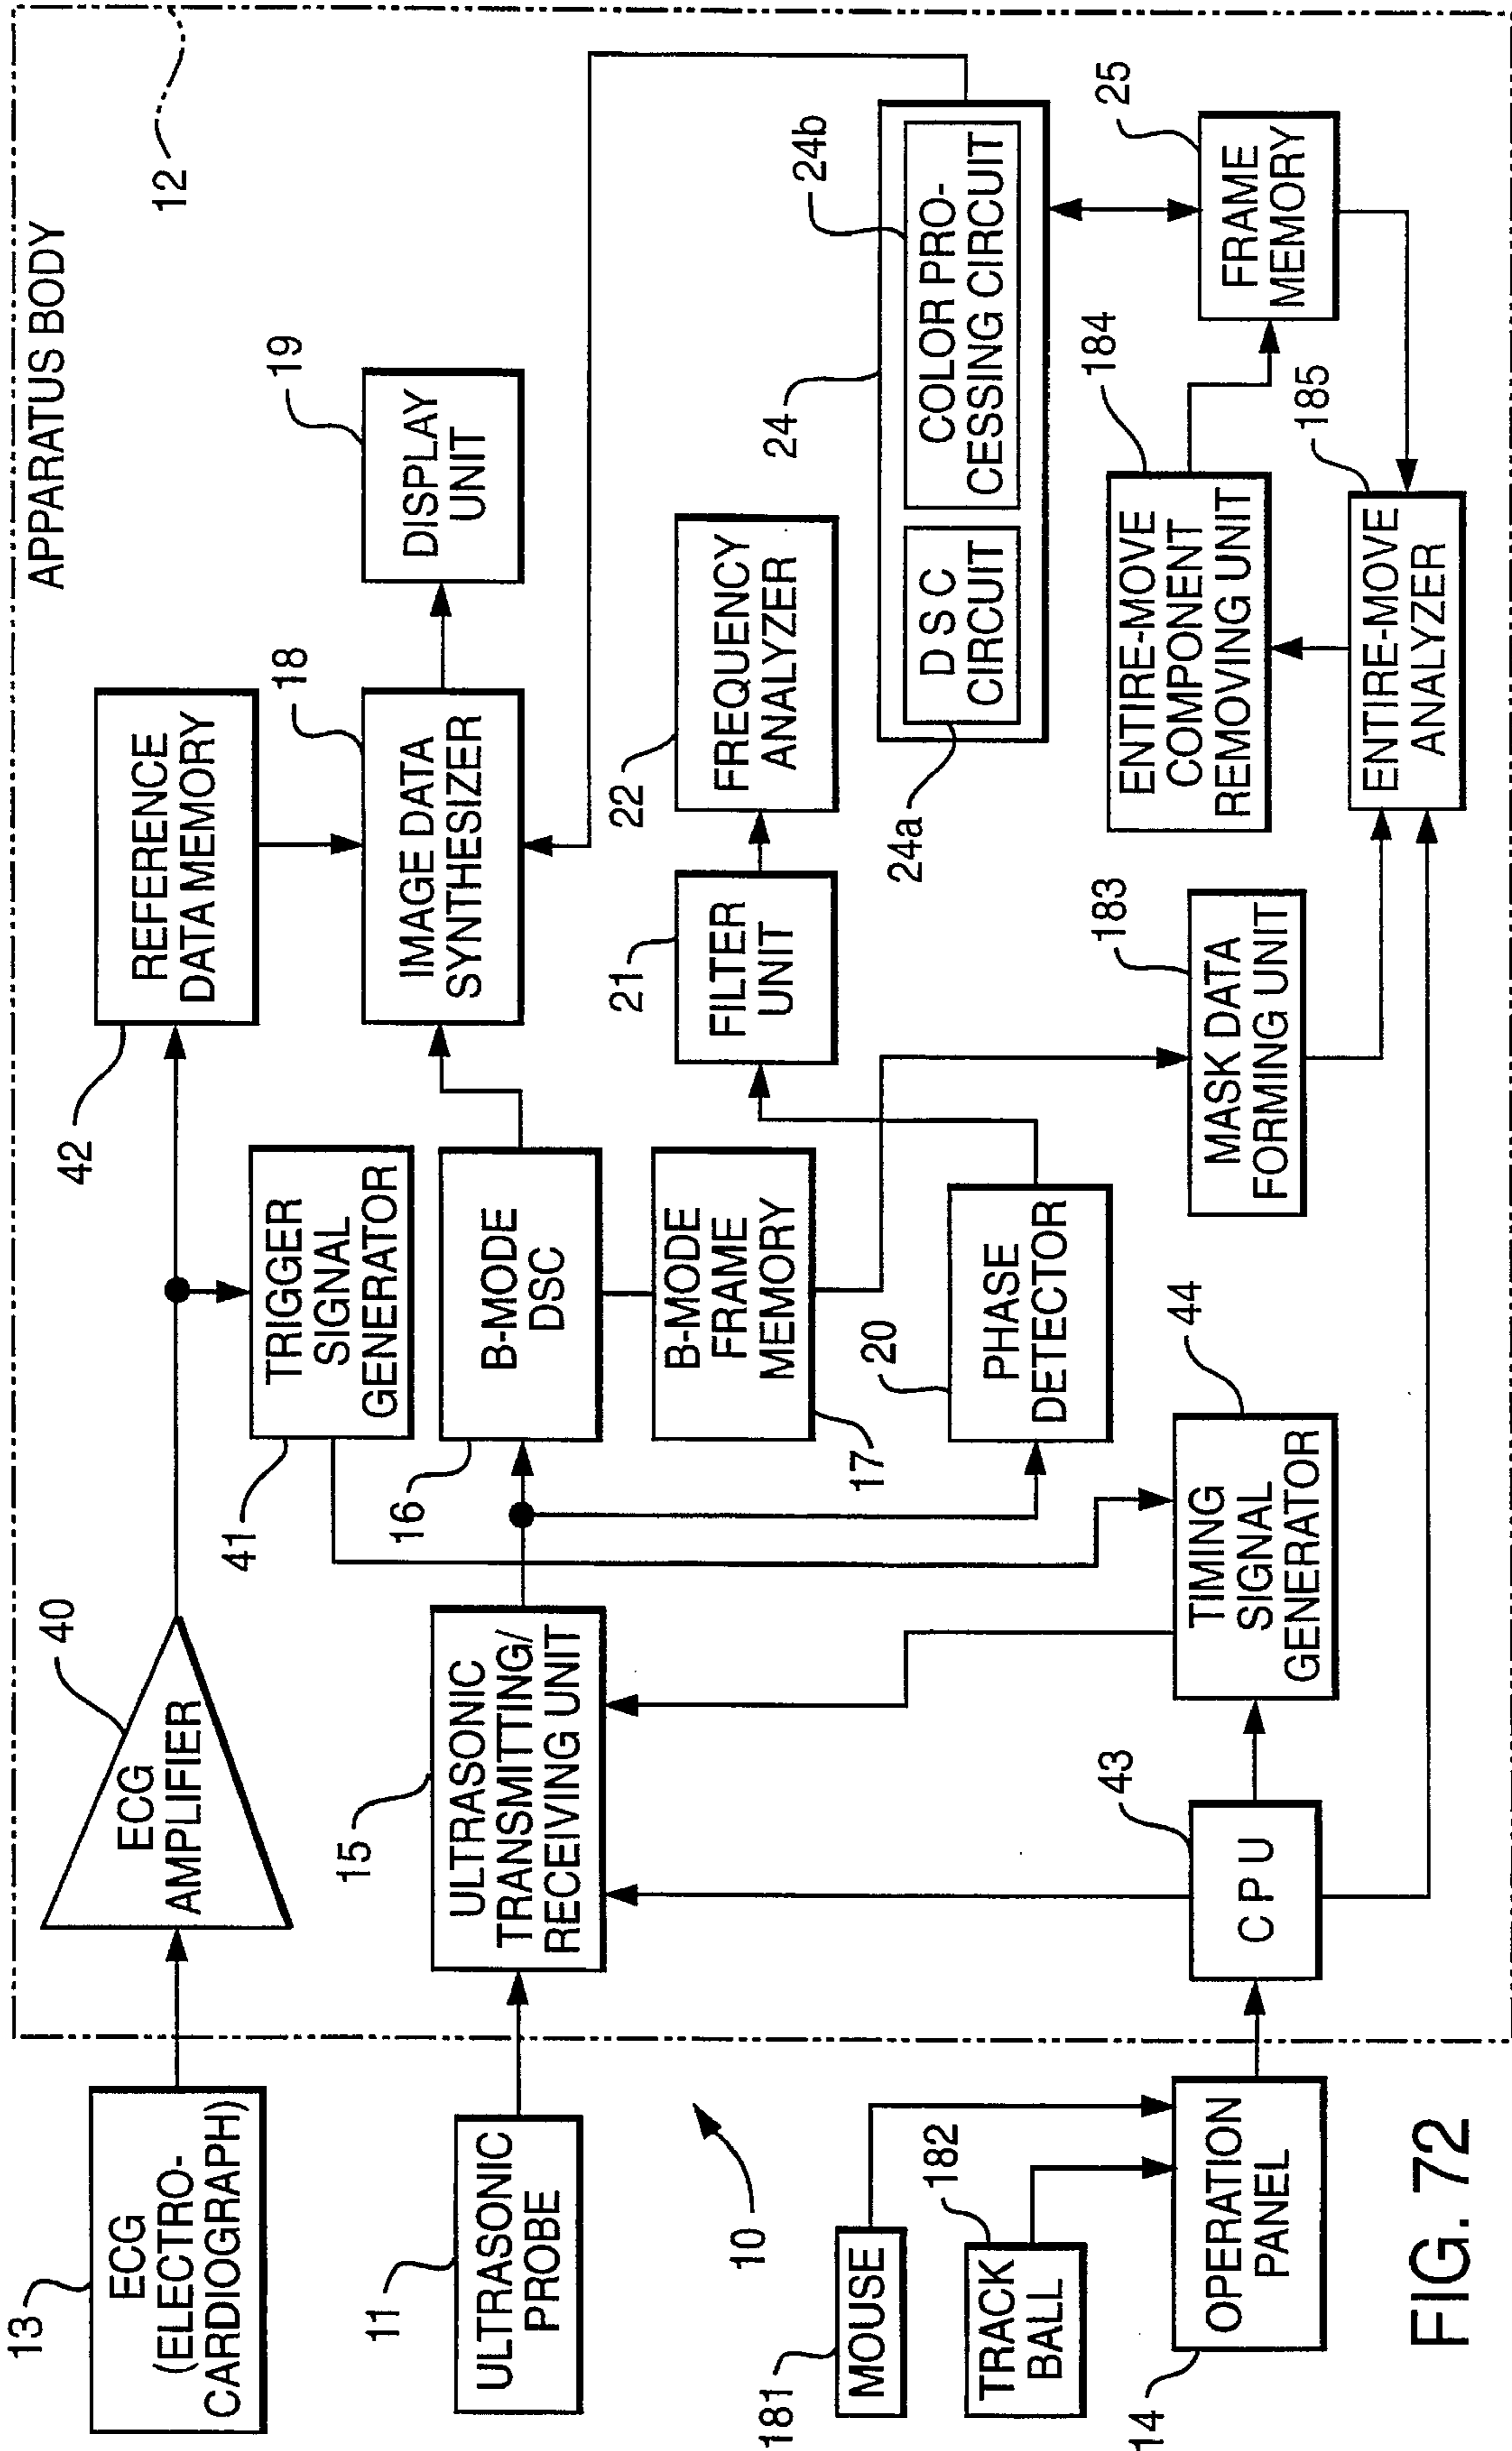 APPARATUS BODY
12
13
ECG
(ELECTRO-
CARDIOGRAPH)
40
ECG
AMPLIFIER
42
REFERENCE
DATA MEMORY
41
TRIGGER
SIGNAL
GENERATOR
18
IMAGE DATA
SYNTHESIZER
19
DISPLAY
UNIT
11
ULTRASONIC
PROBE
15
ULTRASONIC
TRANSMITTING/
RECEIVING UNIT
16
B-MODE
DSC
17
B-MODE
FRAME
MEMORY
21
FILTER
UNIT
22
FREQUENCY
ANALYZER
10
20
PHASE
DETECTOR
24
24a
DSC
CIRCUIT
24b
COLOR PRO-
CESSING CIRCUIT
181
MOUSE
182
TRACK
BALL
14
OPERATION
PANEL
43
CPU
44
TIMING
SIGNAL
GENERATOR
183
MASK DATA
FORMING UNIT
184
ENTIRE-MOVE
COMPONENT
REMOVING UNIT
25
FRAME
MEMORY
185
ENTIRE-MOVE
ANALYZER
FIG. 72